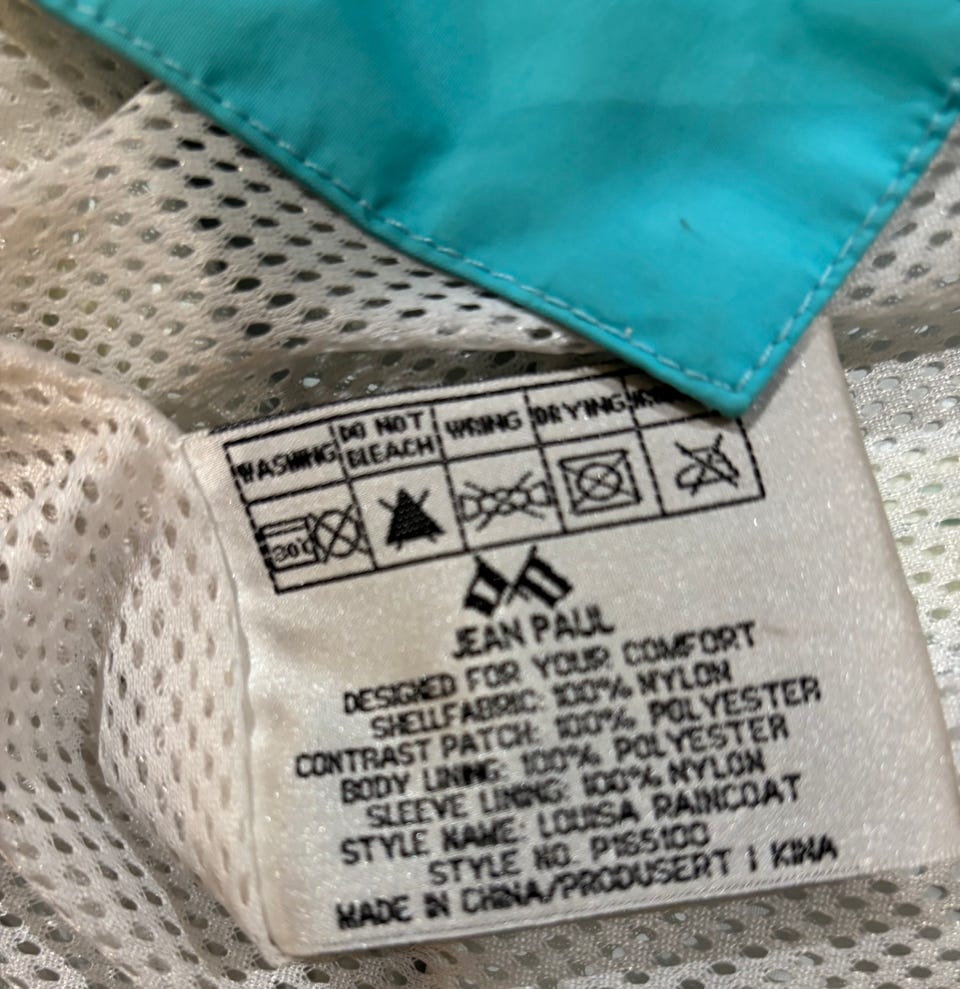 WASHING DO NOT BLEACH WRING DRYING
30°C
JEAN PAUL
DESIGNED FOR YOUR COMFORT
SHELLFABRIC: 100% NYLON
CONTRAST PATCH: 100% POLYESTER
BODY LINING: 100% POLYESTER
SLEEVE LINING: 100% NYLON
STYLE NAME: LOUISA RAINCOAT
STYLE NO. P165100
MADE IN CHINA/PRODUSERT I KINA